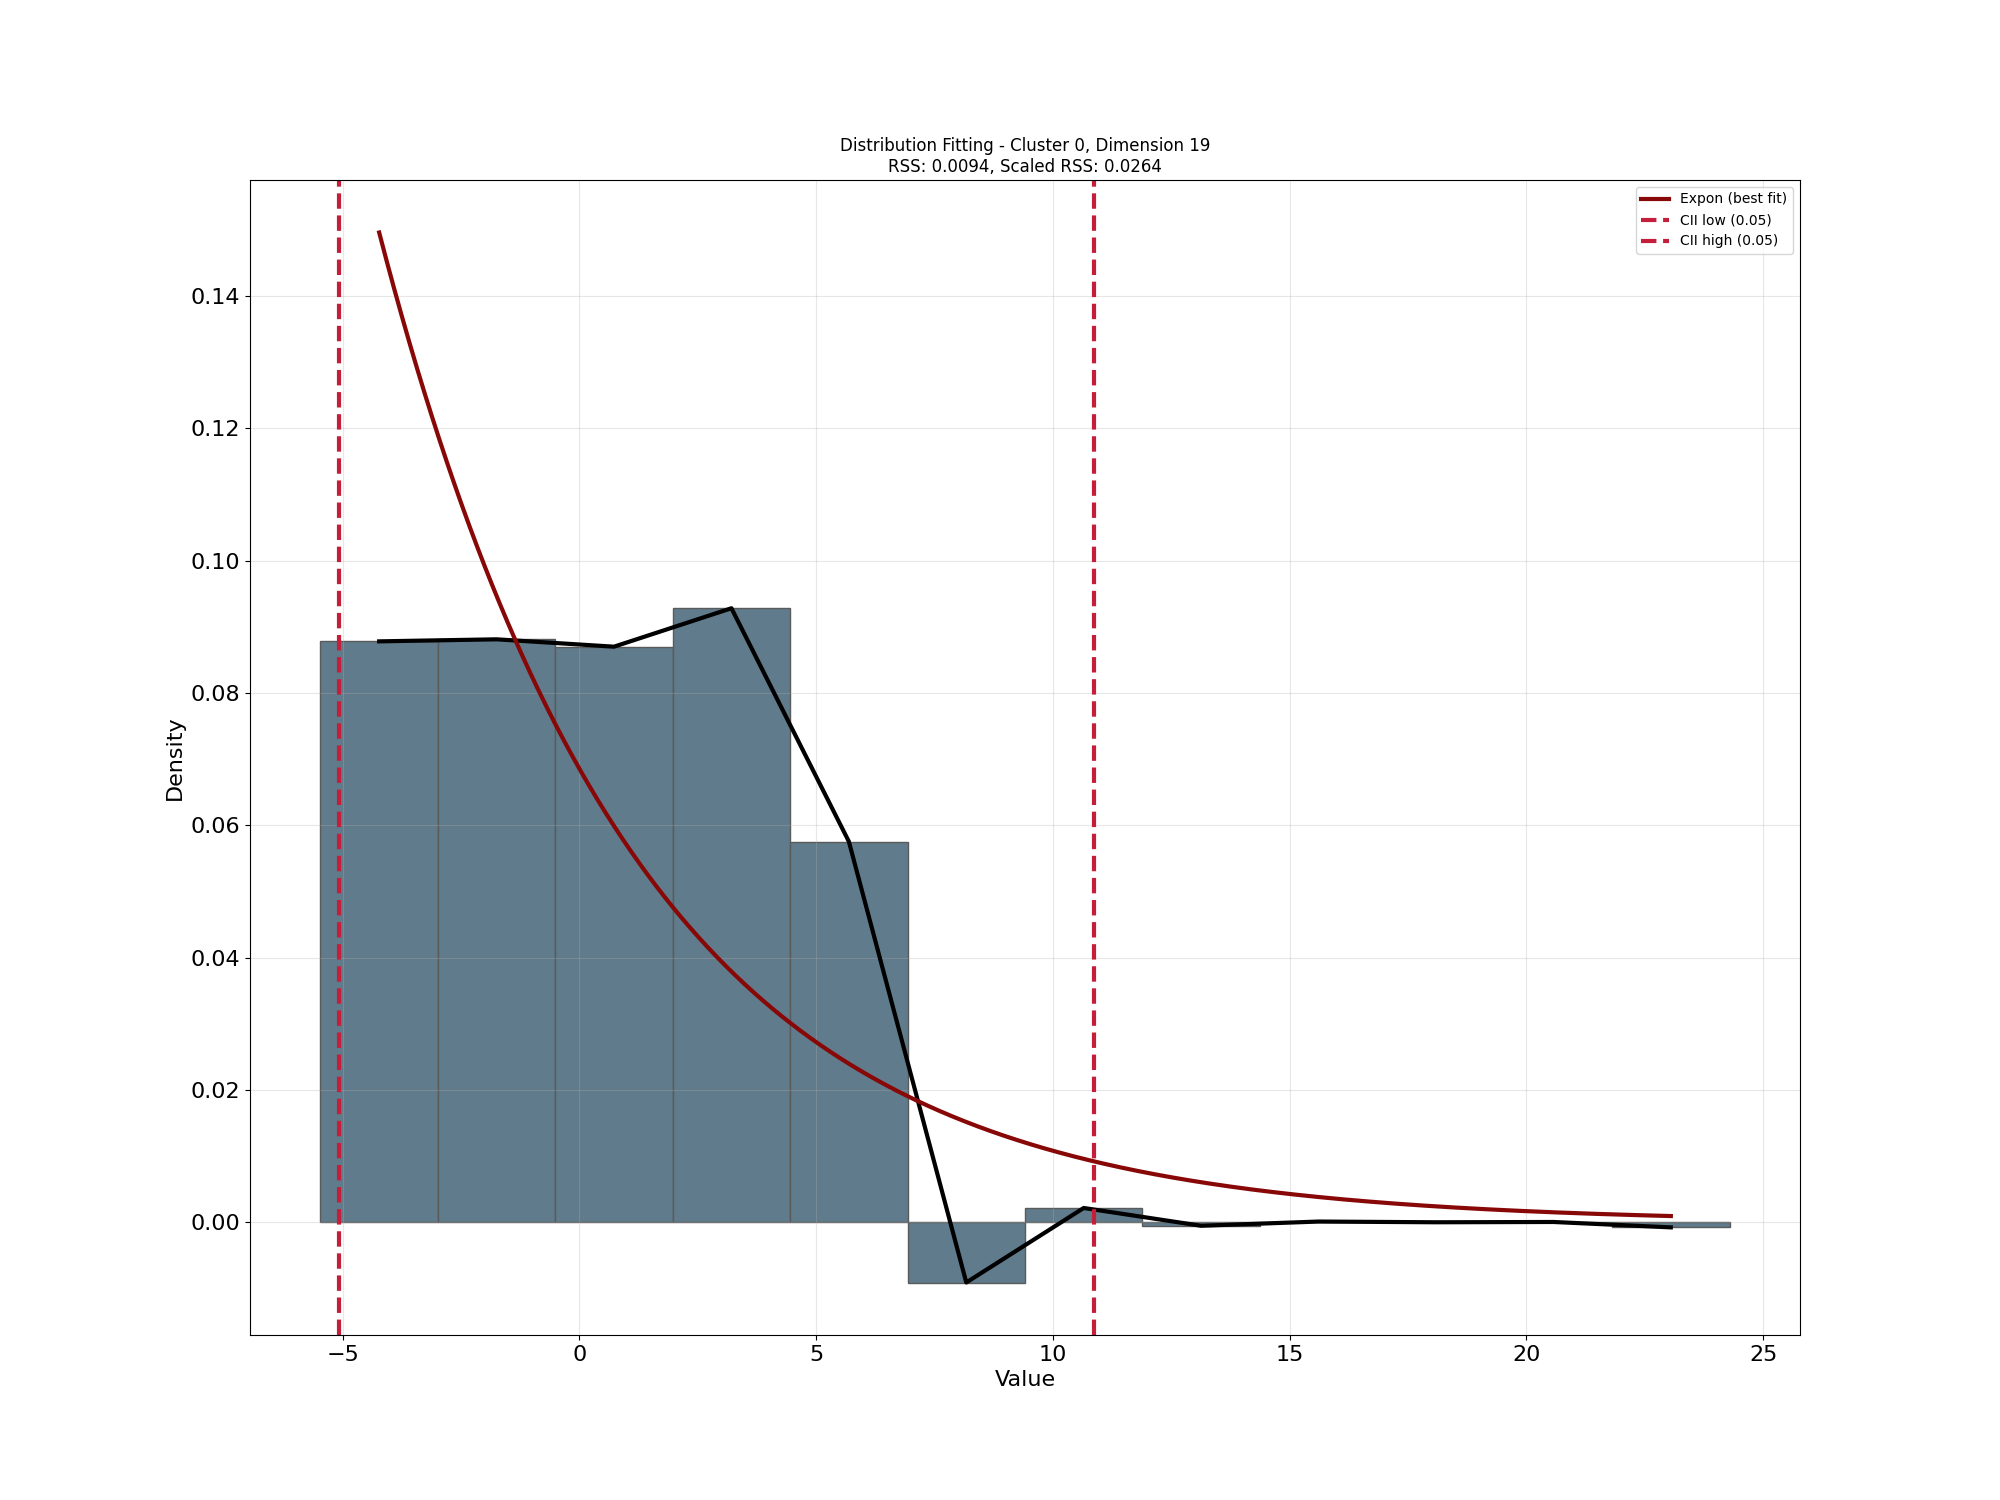 Distribution Fitting - Cluster 0, Dimension 19
RSS: 0.0094, Scaled RSS: 0.0264
Expon (best fit)
CII low (0.05)
CII high (0.05)
0.14
0.12
0.10
0.08
0.06
0.04
0.02
0.00
Density
−5
0
5
10
15
20
25
Value